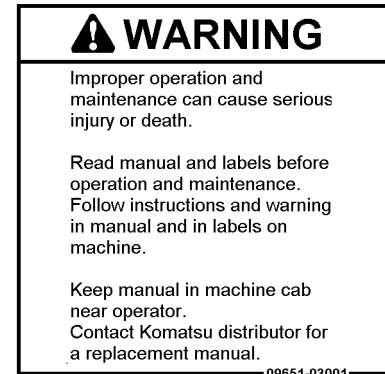 WARNING
Improper operation and
maintenance can cause serious
injury or death.
Read manual and labels before
operation and maintenance.
Follow instructions and warning
in manual and in labels on
machine.
Keep manual in machine cab
near operator.
Contact Komatsu distributor for
a replacement manual.
09651-03001